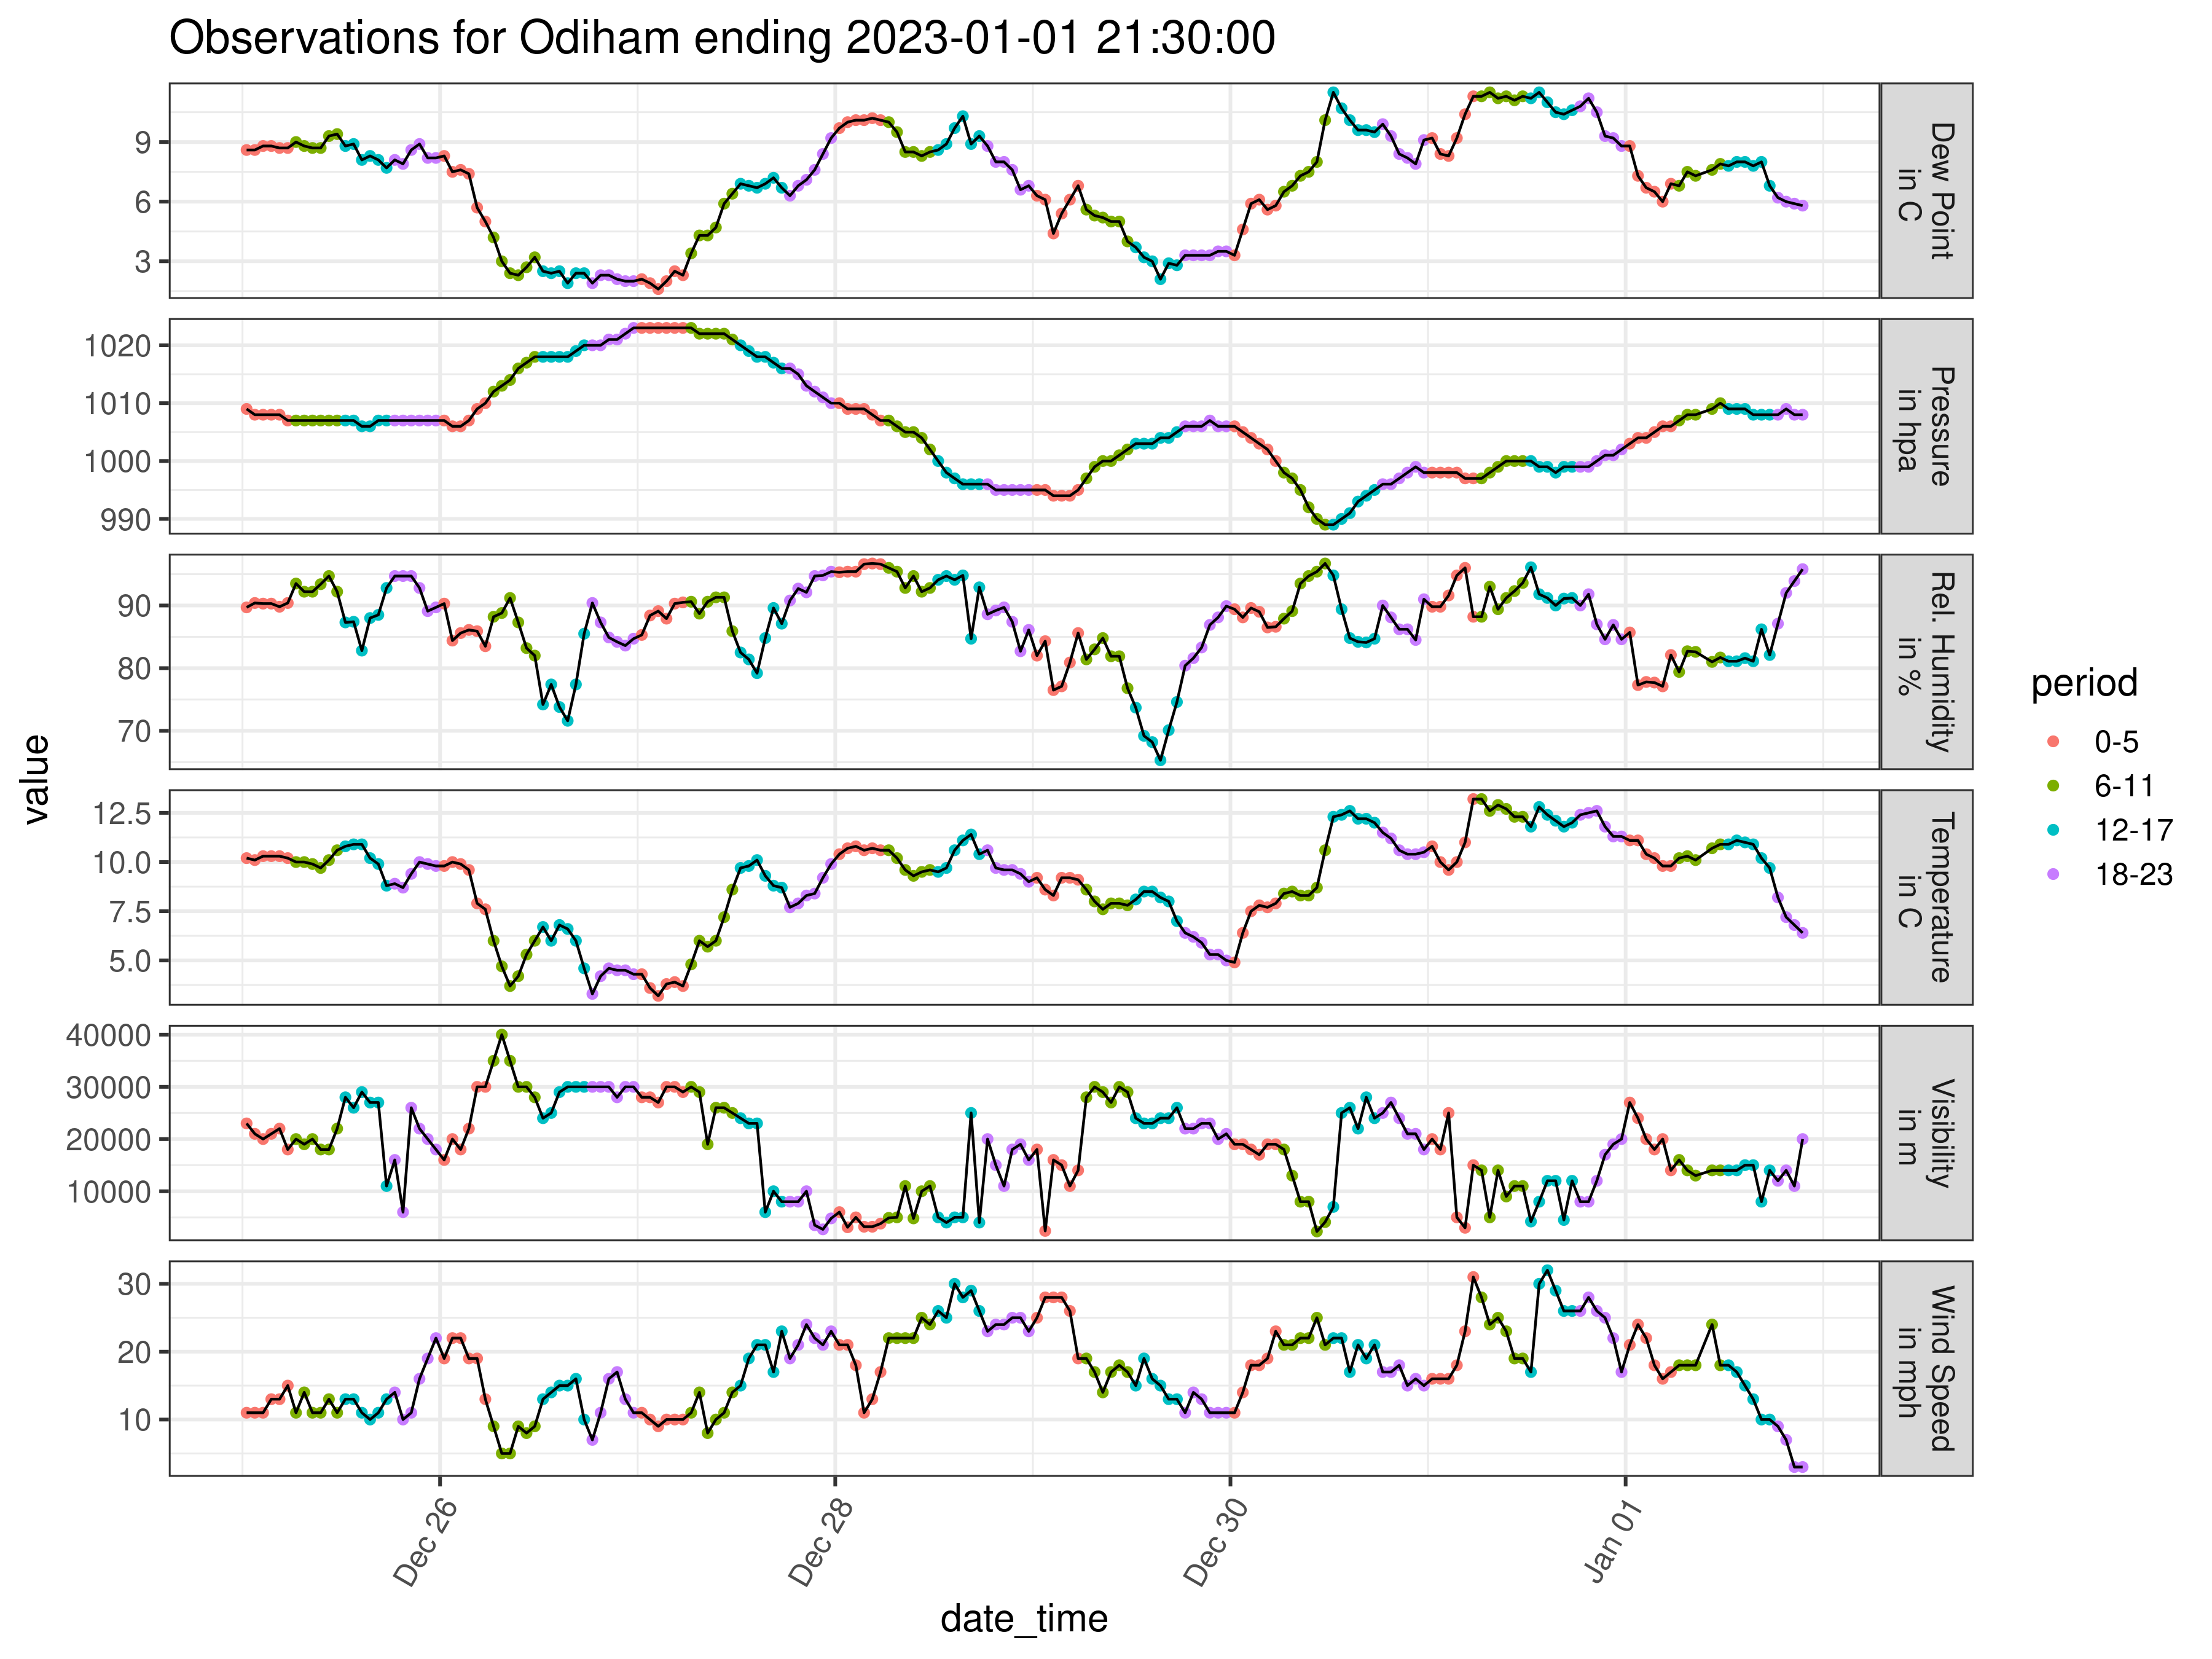 Observations for Odiham ending 2023-01-01 21:30:00
9
6
3
Dew Point
in C
1020
1010
1000
990
Pressure
in hpa
90
80
70
Rel. Humidity
in %
12.5
10.0
7.5
5.0
Temperature
in C
40000
30000
20000
10000
Visibility
in m
30
20
10
Wind Speed
in mph
value
Dec 26
Dec 28
Dec 30
Jan 01
date_time
period
0-5
6-11
12-17
18-23